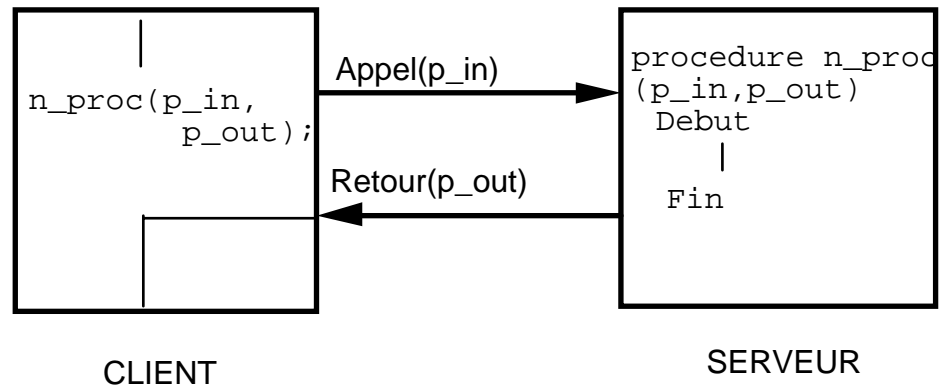 n_proc(p_in,
p_out);
Appel(p_in)
Retour(p_out)
procedure n_proc
(p_in,p_out)
Debut
Fin
CLIENT
SERVEUR